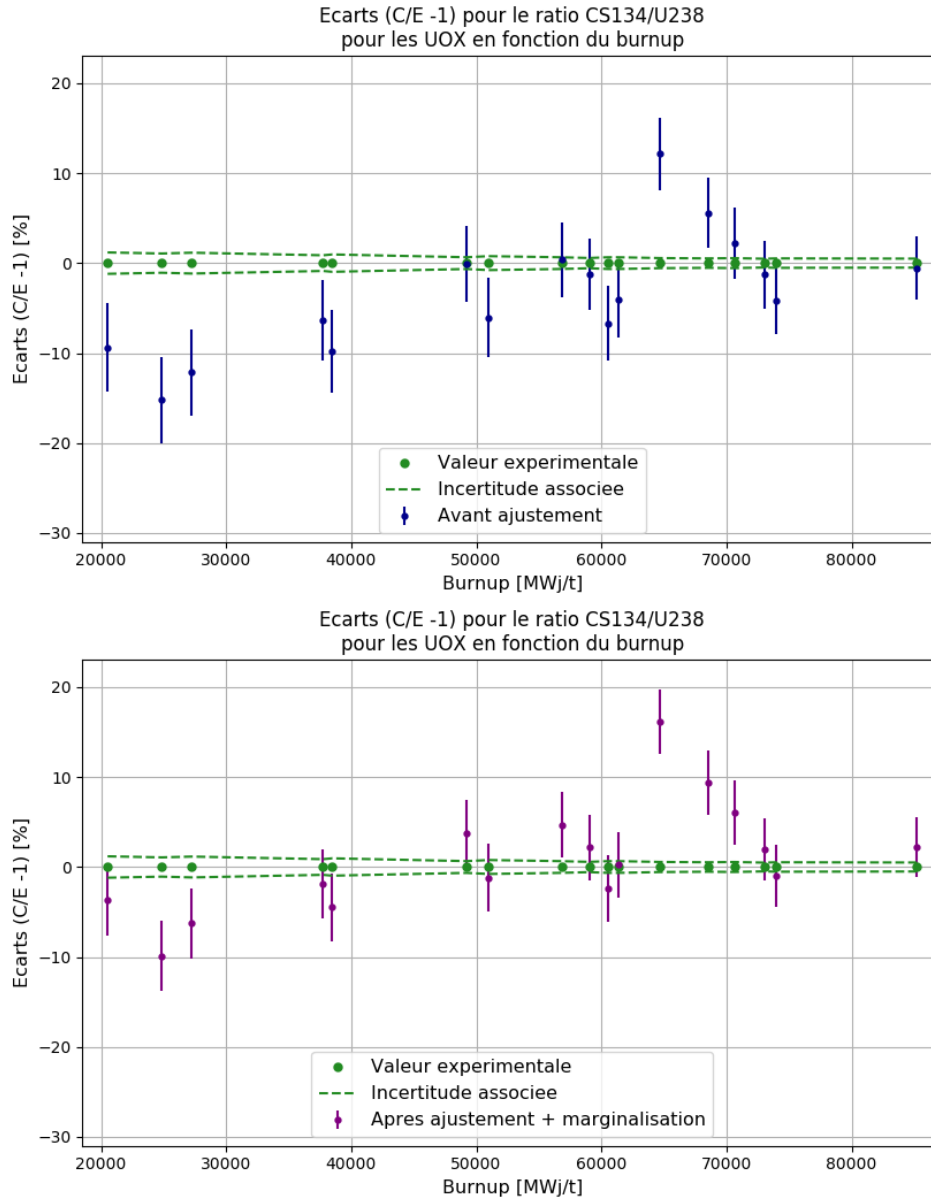 Ecarts (C/E -1) pour le ratio CS134/U238
pour les UOX en fonction du burnup
Ecarts (C/E -1) [%]
20
10
0
−10
−20
−30
Valeur experimentale
Incertitude associee
Avant ajustement
20000 30000 40000 50000 60000 70000 80000
Burnup [MWj/t]
Ecarts (C/E -1) pour le ratio CS134/U238
pour les UOX en fonction du burnup
Ecarts (C/E -1) [%]
20
10
0
−10
−20
−30
Valeur experimentale
Incertitude associee
Apres ajustement + marginalisation
20000 30000 40000 50000 60000 70000 80000
Burnup [MWj/t]